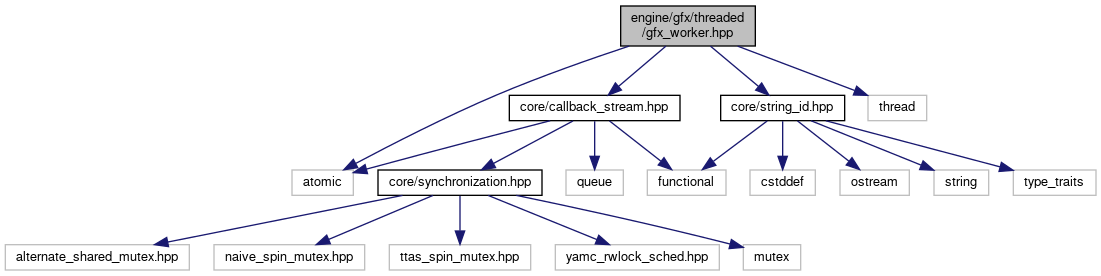 engine/gfx/threaded
/gfx_worker.hpp
core/callback_stream.hpp
core/string_id.hpp
thread
atomic
core/synchronization.hpp
queue
functional
cstddef
ostream
string
type_traits
alternate_shared_mutex.hpp
naive_spin_mutex.hpp
ttas_spin_mutex.hpp
yamc_rwlock_sched.hpp
mutex